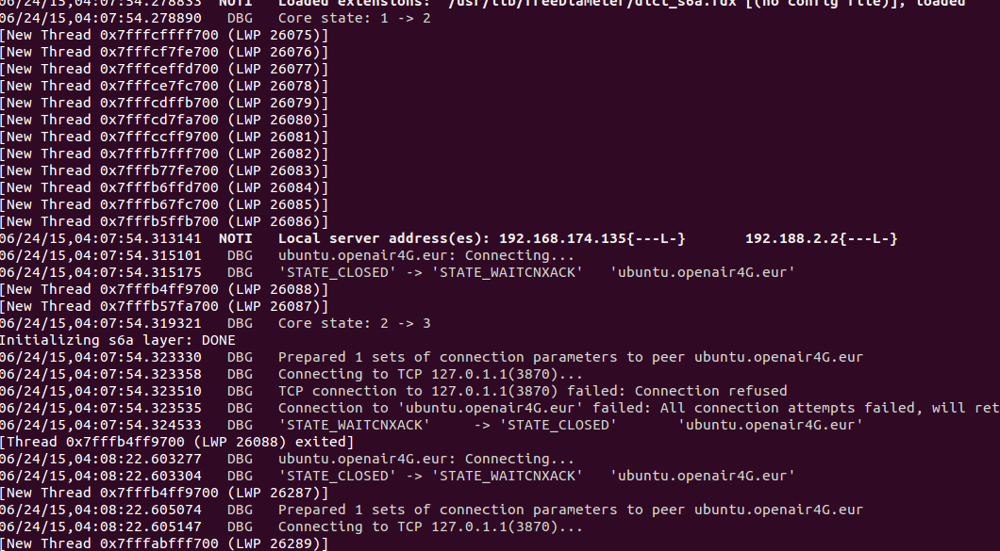 06/24/15,04:07:54.278833 NOTI Loaded extensions: '/usr/lib/freeDiameter/dict_s6a.fdx'[(no config file)], loaded
06/24/15,04:07:54.278890 DBG Core state: 1 -> 2
[New Thread 0x7fffcffff700 (LWP 26075)]
[New Thread 0x7fffcf7fe700 (LWP 26076)]
[New Thread 0x7fffceffd700 (LWP 26077)]
[New Thread 0x7fffce7fc700 (LWP 26078)]
[New Thread 0x7fffcdffb700 (LWP 26079)]
[New Thread 0x7fffcd7fa700 (LWP 26080)]
[New Thread 0x7fffccff9700 (LWP 26081)]
[New Thread 0x7fffb7fff700 (LWP 26082)]
[New Thread 0x7fffb77fe700 (LWP 26083)]
[New Thread 0x7fffb6ffd700 (LWP 26084)]
[New Thread 0x7fffb67fc700 (LWP 26085)]
[New Thread 0x7fffb5ffb700 (LWP 26086)]
06/24/15,04:07:54.313141 NOTI Local server address(es): 192.168.174.135{---L-} 192.188.2.2{---L-}
06/24/15,04:07:54.315101 DBG ubuntu.openair4G.eur: Connecting...
06/24/15,04:07:54.315175 DBG 'STATE_CLOSED' -> 'STATE_WAITCNXACK' 'ubuntu.openair4G.eur'
[New Thread 0x7fffb4ff9700 (LWP 26088)]
[New Thread 0x7fffb57fa700 (LWP 26087)]
06/24/15,04:07:54.319321 DBG Core state: 2 -> 3
Initializing s6a layer: DONE
06/24/15,04:07:54.323330 DBG Prepared 1 sets of connection parameters to peer ubuntu.openair4G.eur
06/24/15,04:07:54.323358 DBG Connecting to TCP 127.0.1.1(3870)...
06/24/15,04:07:54.323510 DBG TCP connection to 127.0.1.1(3870) failed: Connection refused
06/24/15,04:07:54.323535 DBG Connection to 'ubuntu.openair4G.eur' failed: All connection attempts failed, will ret
06/24/15,04:07:54.324533 DBG 'STATE_WAITCNXACK' -> 'STATE_CLOSED' 'ubuntu.openair4G.eur'
[Thread 0x7fffb4ff9700 (LWP 26088) exited]
06/24/15,04:08:22.603277 DBG ubuntu.openair4G.eur: Connecting...
06/24/15,04:08:22.603304 DBG 'STATE_CLOSED' -> 'STATE_WAITCNXACK' 'ubuntu.openair4G.eur'
[New Thread 0x7fffb4ff9700 (LWP 26287)]
06/24/15,04:08:22.605074 DBG Prepared 1 sets of connection parameters to peer ubuntu.openair4G.eur
06/24/15,04:08:22.605147 DBG Connecting to TCP 127.0.1.1(3870)...
[New Thread 0x7fffabfff700 (LWP 26289)]